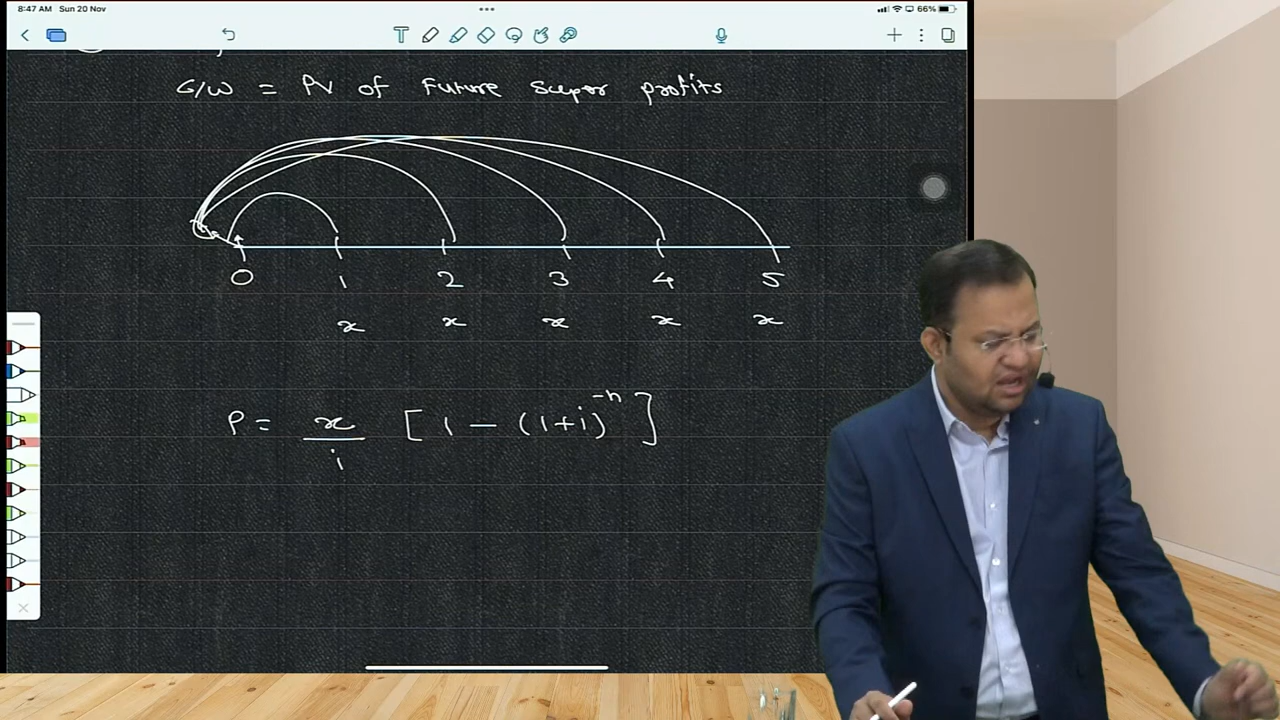 8:47 AM Sun 20 Nov
66%
T
G/W = PV of Future Super profits
0 1 2 3 4 5
x x x x x
P = x/i [1 - (1+i)^-n]